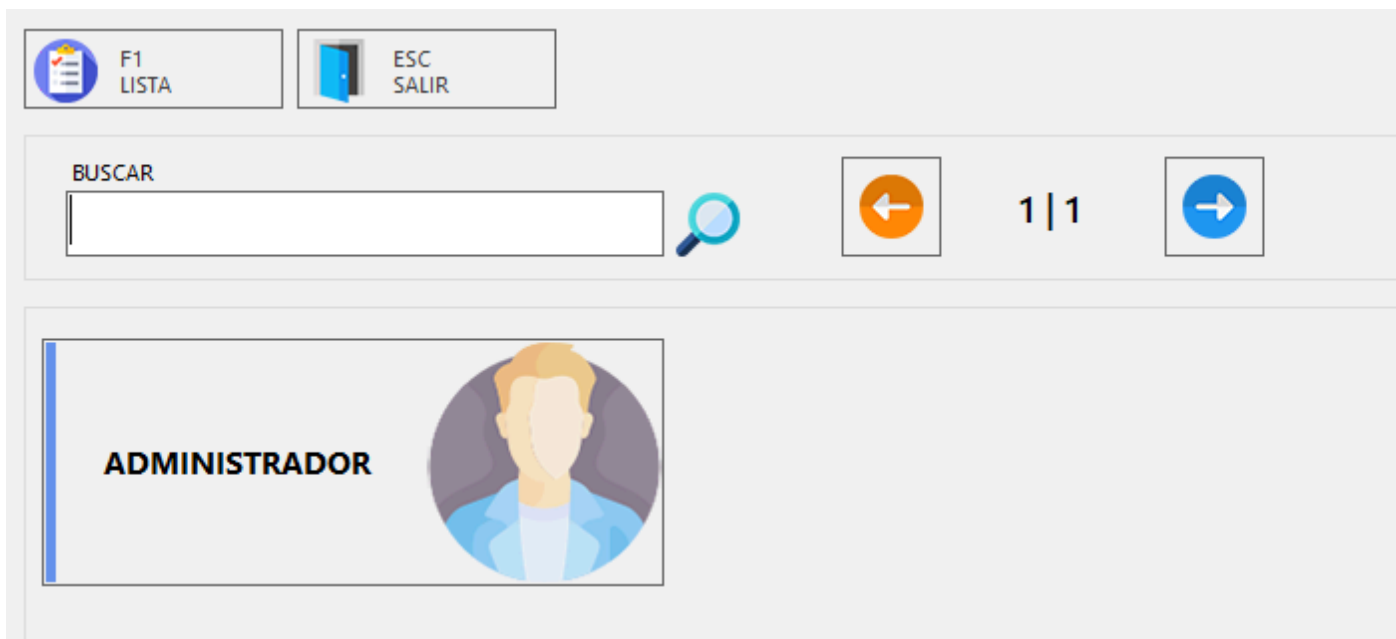 F1
LISTA
ESC
SALIR
BUSCAR
1 | 1
ADMINISTRADOR